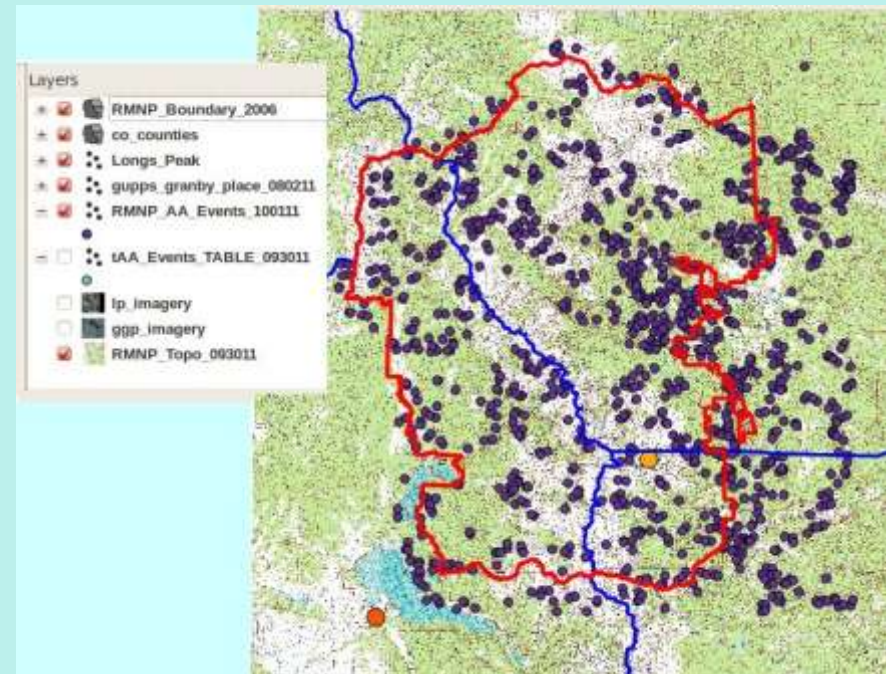 Layers
RMNP_Boundary_2006
co_counties
Longs_Peak
gupps_granby_place_080211
RMNP_AA_Events_100111
tAA_Events_TABLE_093011
lp_imagery
ggp_imagery
RMNP_Topo_093011